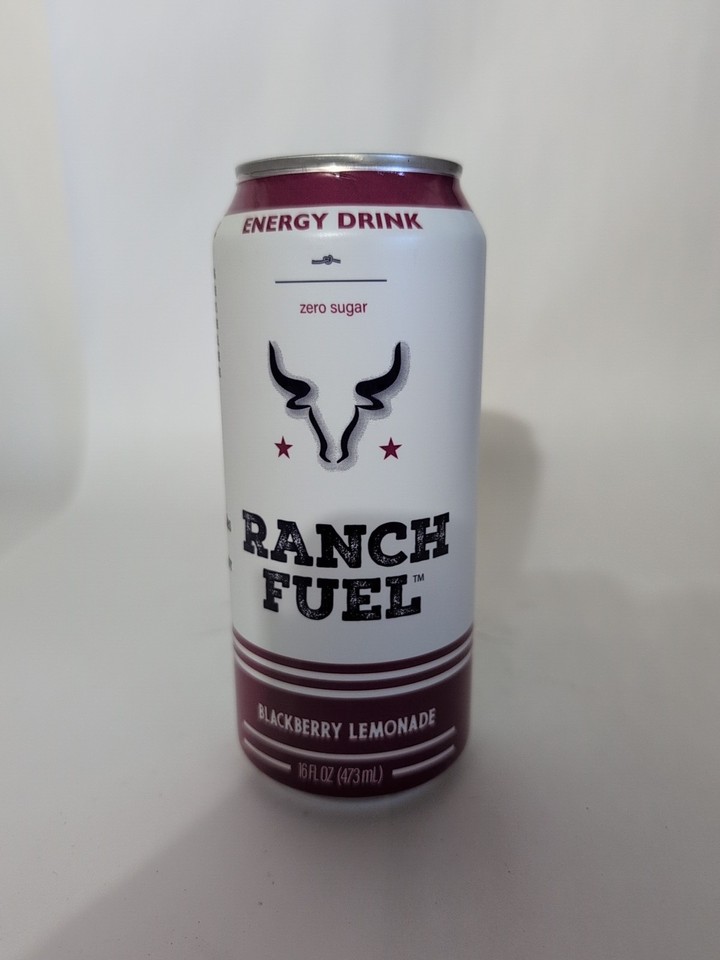 ENERGY DRINK
zero sugar
RANCH
FUEL™
BLACKBERRY LEMONADE
16 FL OZ (473 mL)